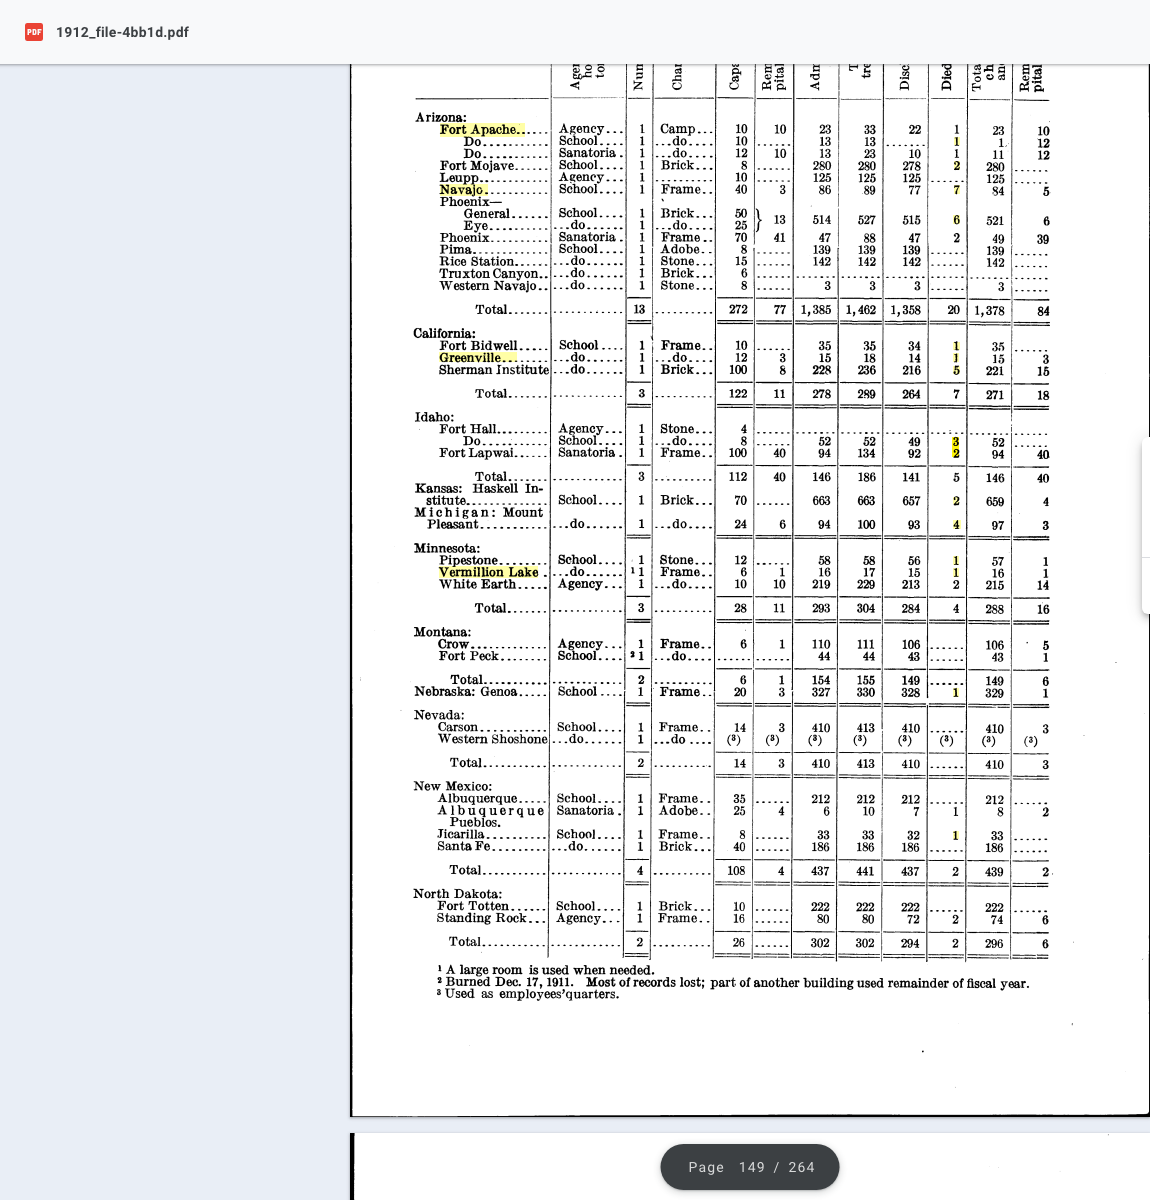 1912_file-4bb1d.pdf
Arizona:
Fort Apache...... Agency... 1 Camp... 10 10 23 33 22 1 23 10
Do........... School.... 1 ...do...... 10 ...... 13 13 ....... 1 1 12
Do........... Sanatoria. 1 ...do...... 12 10 13 23 10 1 11 12
Fort Mojave...... School.... 1 Brick... 8 ...... 280 280 278 2 280 ......
Leupp............ Agency... 1 .......... 10 ...... 125 125 125 ...... 125 ......
Navajo........... School.... 1 Frame.. 40 3 86 89 77 7 84 5
Phoenix—
General...... School.... 1 Brick... 50 } 13 514 527 515 6 521 6
Eye.......... ...do...... 1 ...do...... 25
Phoenix.......... Sanatoria. 1 Frame.. 70 41 47 88 47 2 49 39
Pima............. School.... 1 Adobe.. 8 ...... 139 139 139 ...... 139 ......
Rice Station...... ...do...... 1 Stone... 15 ...... 142 142 142 ...... 142 ......
Truxton Canyon.. ...do...... 1 Brick... 6 ...... ...... ...... ...... ...... ...... ......
Western Navajo.. ...do...... 1 Stone... 8 ...... 3 3 3 ...... 3 ......
Total....... ............ 13 .......... 272 77 1,385 1,462 1,358 20 1,378 84
California:
Fort Bidwell..... School .... 1 Frame.. 10 ...... 35 35 34 1 35 ......
Greenville........ ...do...... 1 ...do...... 12 3 15 18 14 1 15 3
Sherman Institute ...do...... 1 Brick... 100 8 228 236 216 5 221 15
Total....... ............ 3 .......... 122 11 278 289 264 7 271 18
Idaho:
Fort Hall......... Agency... 1 Stone... 4 ...... ...... ...... ...... ...... ...... ......
Do........... School.... 1 ...do...... 8 ...... 52 52 49 3 52 ......
Fort Lapwai...... Sanatoria. 1 Frame.. 100 40 94 134 92 2 94 40
Total....... ............ 3 .......... 112 40 146 186 141 5 146 40
Kansas: Haskell In-
stitute............. School.... 1 Brick... 70 ...... 663 663 657 2 659 4
Michigan: Mount
Pleasant........... ...do...... 1 ...do...... 24 6 94 100 93 4 97 3
Minnesota:
Pipestone........ School.... 1 Stone... 12 ...... 58 58 56 1 57 1
Vermillion Lake . ...do...... ¹ 1 Frame.. 6 1 16 17 15 1 16 1
White Earth..... Agency... 1 ...do...... 10 10 219 229 213 2 215 14
Total....... ............ 3 .......... 28 11 293 304 284 4 288 16
Montana:
Crow............. Agency... 1 Frame.. 6 1 110 111 106 ...... 106 5
Fort Peck........ School.... ² 1 ...do...... ...... ...... 44 44 43 ...... 43 1
Total........... ............ 2 .......... 6 1 154 155 149 ...... 149 6
Nebraska: Genoa..... School .... 1 Frame.. 20 3 327 330 328 1 329 1
Nevada:
Carson........... School.... 1 Frame.. 14 3 410 413 410 ...... 410 3
Western Shoshone ...do...... 1 ...do .... (³) (³) (³) (³) (³) (³) (³) (³)
Total........... ............ 2 .......... 14 3 410 413 410 ...... 410 3
New Mexico:
Albuquerque..... School.... 1 Frame.. 35 ...... 212 212 212 ...... 212 ......
Albuquerque Sanatoria. 1 Adobe.. 25 4 6 10 7 1 8 2
Pueblos.
Jicarilla.......... School.... 1 Frame.. 8 ...... 33 33 32 1 33 ......
Santa Fe......... ...do...... 1 Brick... 40 ...... 186 186 186 ...... 186 ......
Total........... ............ 4 .......... 108 4 437 441 437 2 439 2
North Dakota:
Fort Totten...... School.... 1 Brick... 10 ...... 222 222 222 ...... 222 ......
Standing Rock... Agency... 1 Frame.. 16 ...... 80 80 72 2 74 6
Total........... ............ 2 .......... 26 ...... 302 302 294 2 296 6
¹ A large room is used when needed.
² Burned Dec. 17, 1911. Most of records lost; part of another building used remainder of fiscal year.
³ Used as employees' quarters.
Page 149 / 264